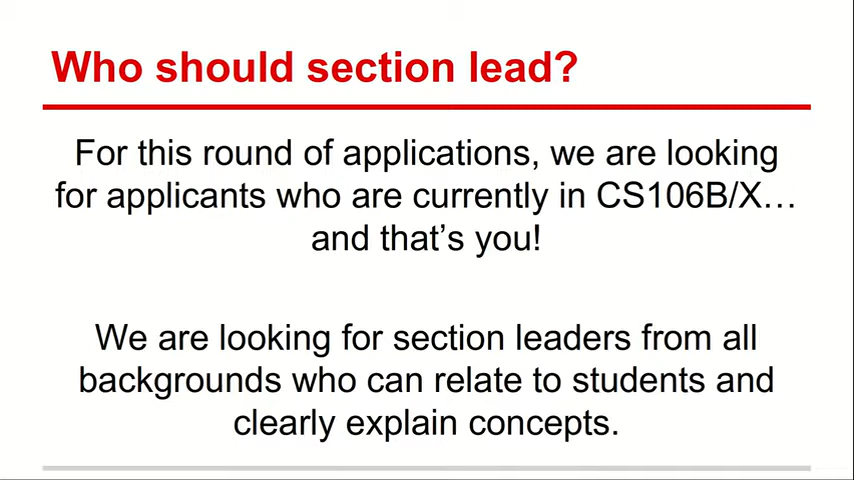 Who should section lead?
For this round of applications, we are looking
for applicants who are currently in CS106B/X…
and that’s you!
We are looking for section leaders from all
backgrounds who can relate to students and
clearly explain concepts.